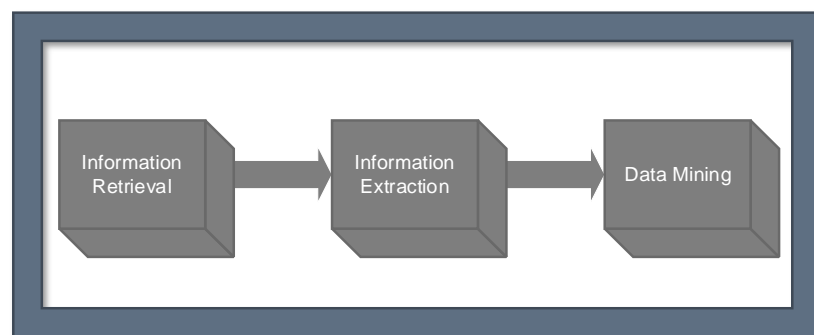 Information
Retrieval
Information
Extraction
Data Mining